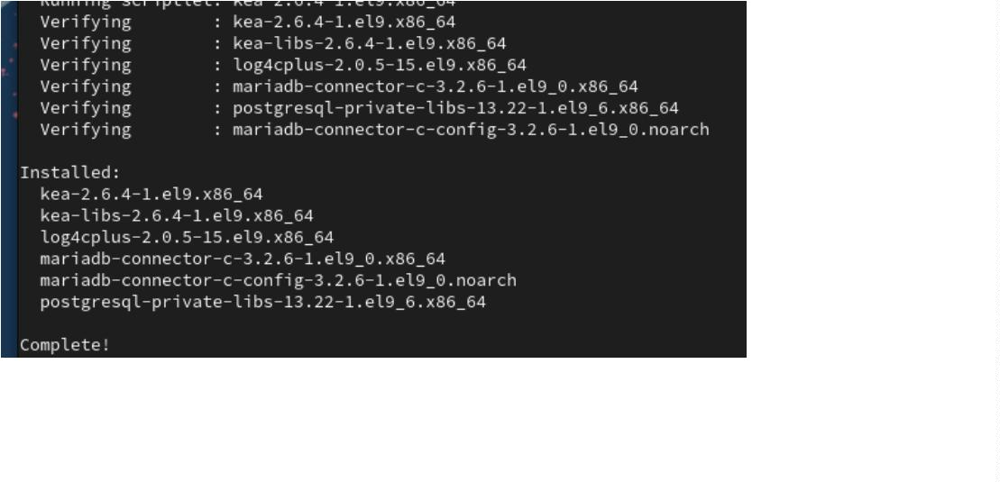 Running scriptlet: kea-2.6.4-1.el9.x86_64
Verifying : kea-2.6.4-1.el9.x86_64
Verifying : kea-libs-2.6.4-1.el9.x86_64
Verifying : log4cplus-2.0.5-15.el9.x86_64
Verifying : mariadb-connector-c-3.2.6-1.el9_0.x86_64
Verifying : postgresql-private-libs-13.22-1.el9_6.x86_64
Verifying : mariadb-connector-c-config-3.2.6-1.el9_0.noarch
Installed:
kea-2.6.4-1.el9.x86_64
kea-libs-2.6.4-1.el9.x86_64
log4cplus-2.0.5-15.el9.x86_64
mariadb-connector-c-3.2.6-1.el9_0.x86_64
mariadb-connector-c-config-3.2.6-1.el9_0.noarch
postgresql-private-libs-13.22-1.el9_6.x86_64
Complete!